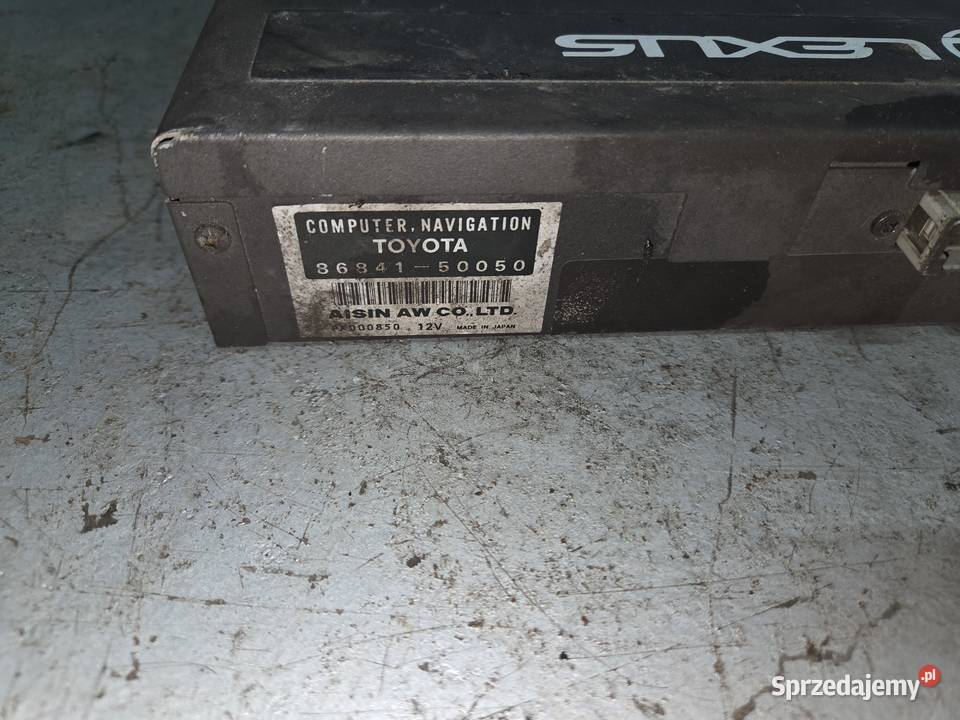 LEXUS
COMPUTER, NAVIGATION
TOYOTA
86841-50050
AISIN AW CO.,LTD.
12V MADE IN JAPAN
Sprzedajemy.pl